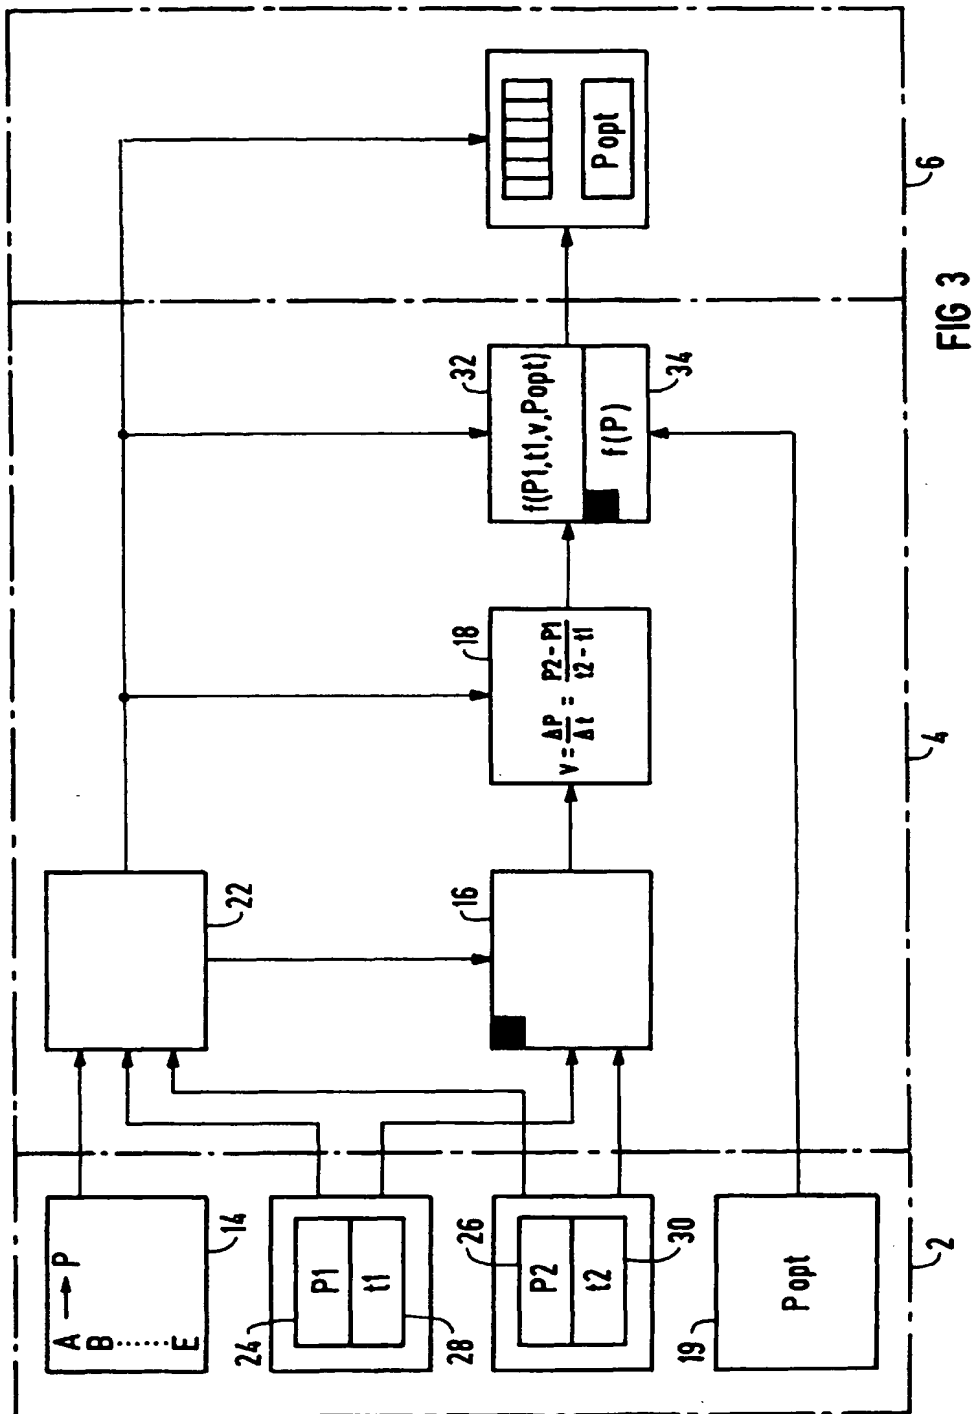 A → P
B
⋮
E
14
24
P1
t1
28
26
P2
t2
30
19
Popt
2
22
16
18
v = ΔP/Δt = P2 - P1/t2 - t1
32
f(P1,t1,v,Popt)
f(P)
34
4
Popt
6
FIG 3